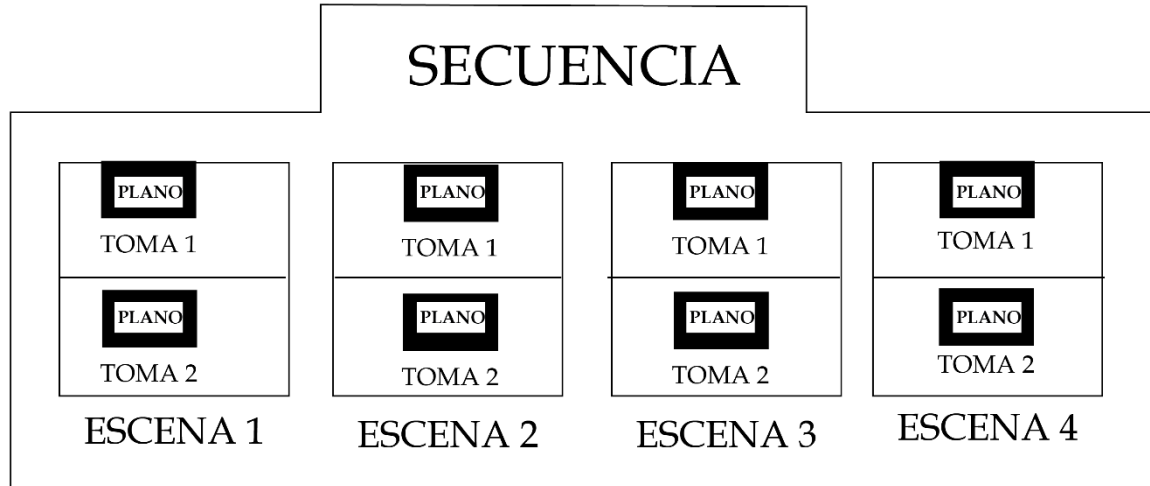 SECUENCIA
PLANO PLANO PLANO PLANO
TOMA 1 TOMA 1 TOMA 1 TOMA 1
PLANO PLANO PLANO PLANO
TOMA 2 TOMA 2 TOMA 2 TOMA 2
ESCENA 1 ESCENA 2 ESCENA 3 ESCENA 4